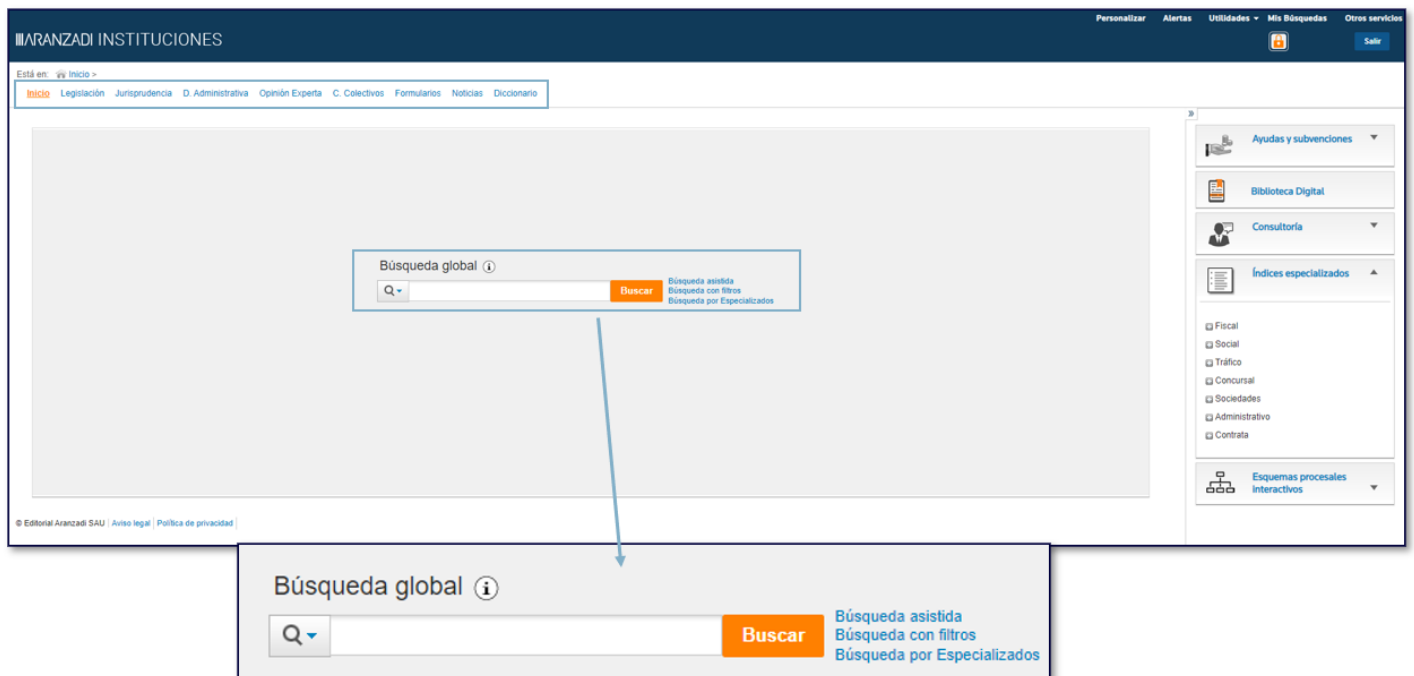 Personalizar Alertas Utilidades Mis Búsquedas Otros servicios
ARANZADI INSTITUCIONES
Salir
Está en: Inicio >
Inicio Legislación Jurisprudencia D. Administrativa Opinión Experta C. Colectivos Formularios Noticias Diccionario
Búsqueda global
Buscar
Búsqueda asistida
Búsqueda con filtros
Búsqueda por Especializados
Ayudas y subvenciones
Biblioteca Digital
Consultoría
Índices especializados
Fiscal
Social
Tráfico
Concursal
Sociedades
Administrativo
Contrata
Esquemas procesales
interactivos
© Editorial Aranzadi SAU | Aviso legal | Política de privacidad
Búsqueda global
Buscar
Búsqueda asistida
Búsqueda con filtros
Búsqueda por Especializados